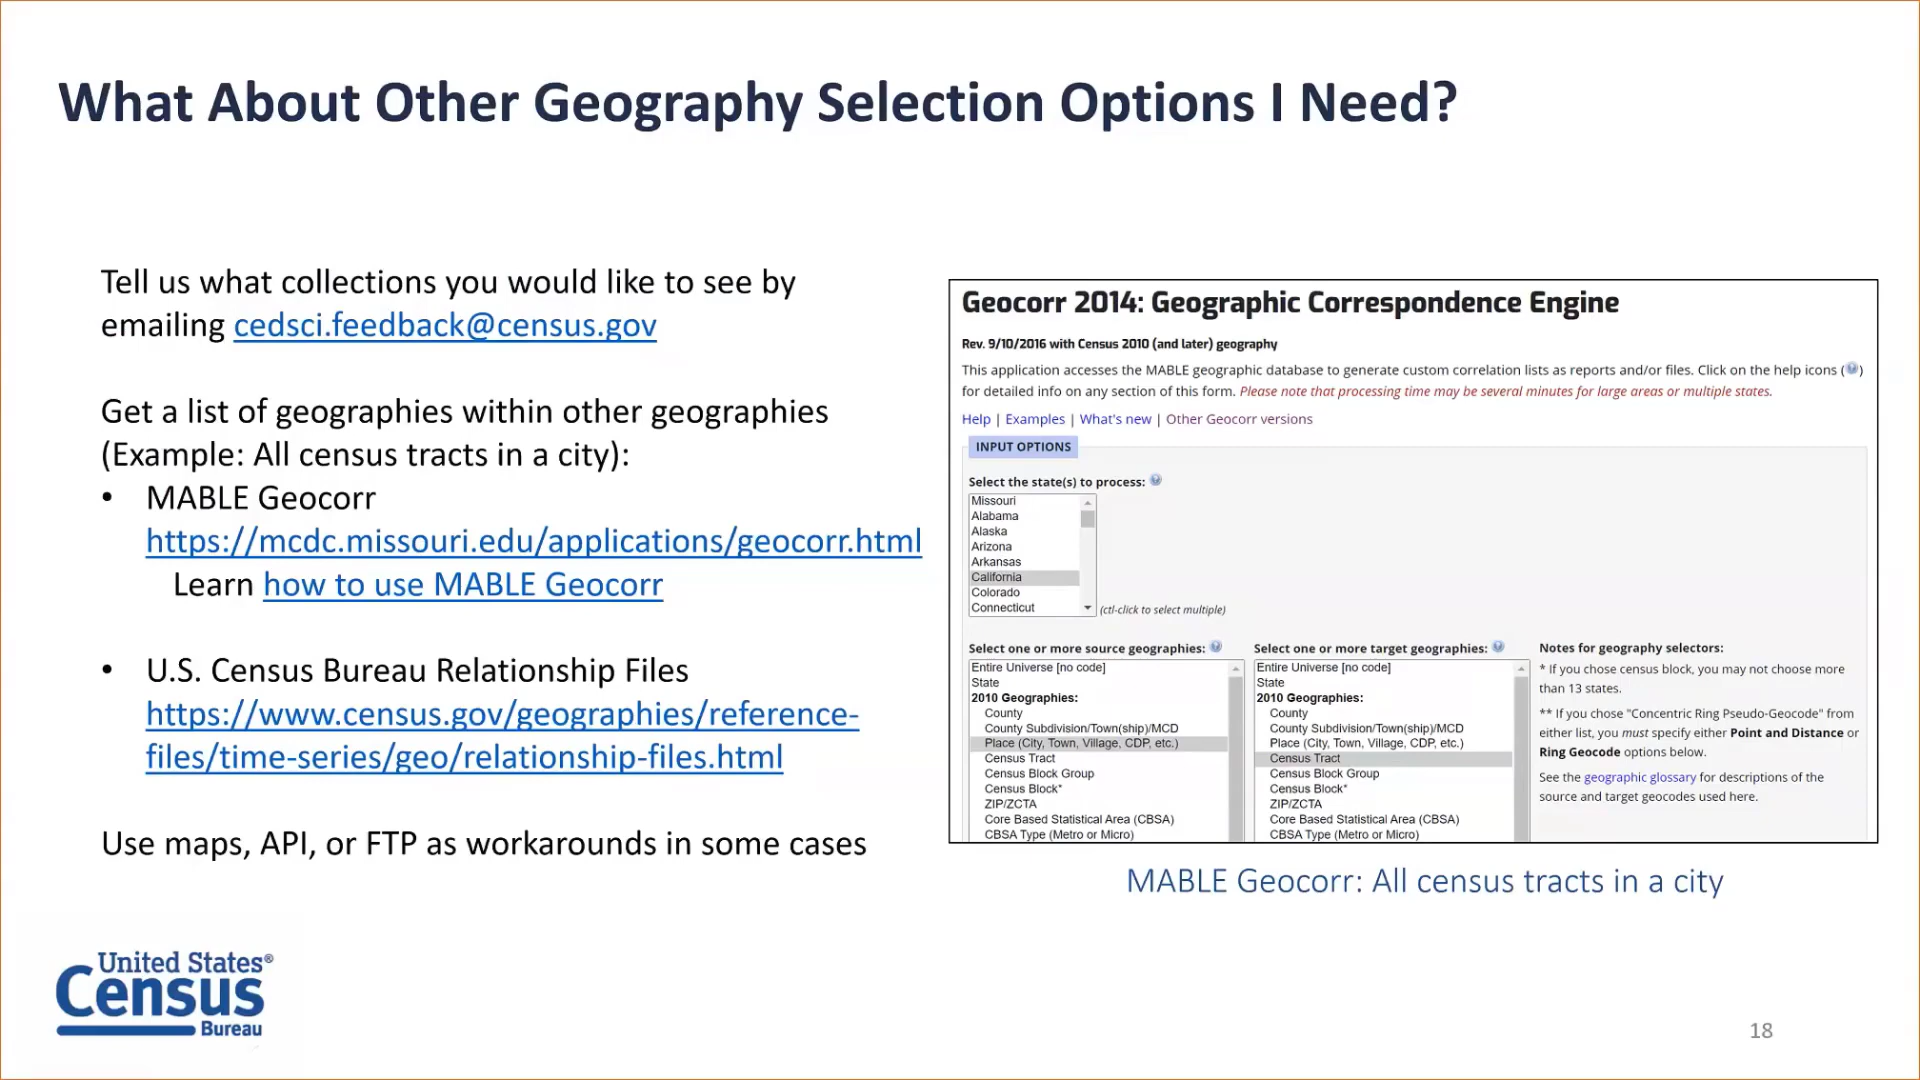 What About Other Geography Selection Options I Need?
Tell us what collections you would like to see by
emailing cedsci.feedback@census.gov
Get a list of geographies within other geographies
(Example: All census tracts in a city):
• MABLE Geocorr
https://mcdc.missouri.edu/applications/geocorr.html
Learn how to use MABLE Geocorr
• U.S. Census Bureau Relationship Files
https://www.census.gov/geographies/reference-
files/time-series/geo/relationship-files.html
Use maps, API, or FTP as workarounds in some cases
Geocorr 2014: Geographic Correspondence Engine
Rev. 9/10/2016 with Census 2010 (and later) geography
This application accesses the MABLE geographic database to generate custom correlation lists as reports and/or files. Click on the help icons (?)
for detailed info on any section of this form. Please note that processing time may be several minutes for large areas or multiple states.
Help | Examples | What's new | Other Geocorr versions
INPUT OPTIONS
Select the state(s) to process: ?
Missouri
Alabama
Alaska
Arizona
Arkansas
California
Colorado
Connecticut
(ctl-click to select multiple)
Select one or more source geographies: ?
Entire Universe [no code]
State
2010 Geographies:
County
County Subdivision/Town(ship)/MCD
Place (City, Town, Village, CDP, etc.)
Census Tract
Census Block Group
Census Block*
ZIP/ZCTA
Core Based Statistical Area (CBSA)
CBSA Type (Metro or Micro)
Select one or more target geographies: ?
Entire Universe [no code]
State
2010 Geographies:
County
County Subdivision/Town(ship)/MCD
Place (City, Town, Village, CDP, etc.)
Census Tract
Census Block Group
Census Block*
ZIP/ZCTA
Core Based Statistical Area (CBSA)
CBSA Type (Metro or Micro)
Notes for geography selectors:
* If you chose census block, you may not choose more
than 13 states.
** If you chose "Concentric Ring Pseudo-Geocode" from
either list, you must specify either Point and Distance or
Ring Geocode options below.
See the geographic glossary for descriptions of the
source and target geocodes used here.
MABLE Geocorr: All census tracts in a city
United States®
Census
Bureau
18